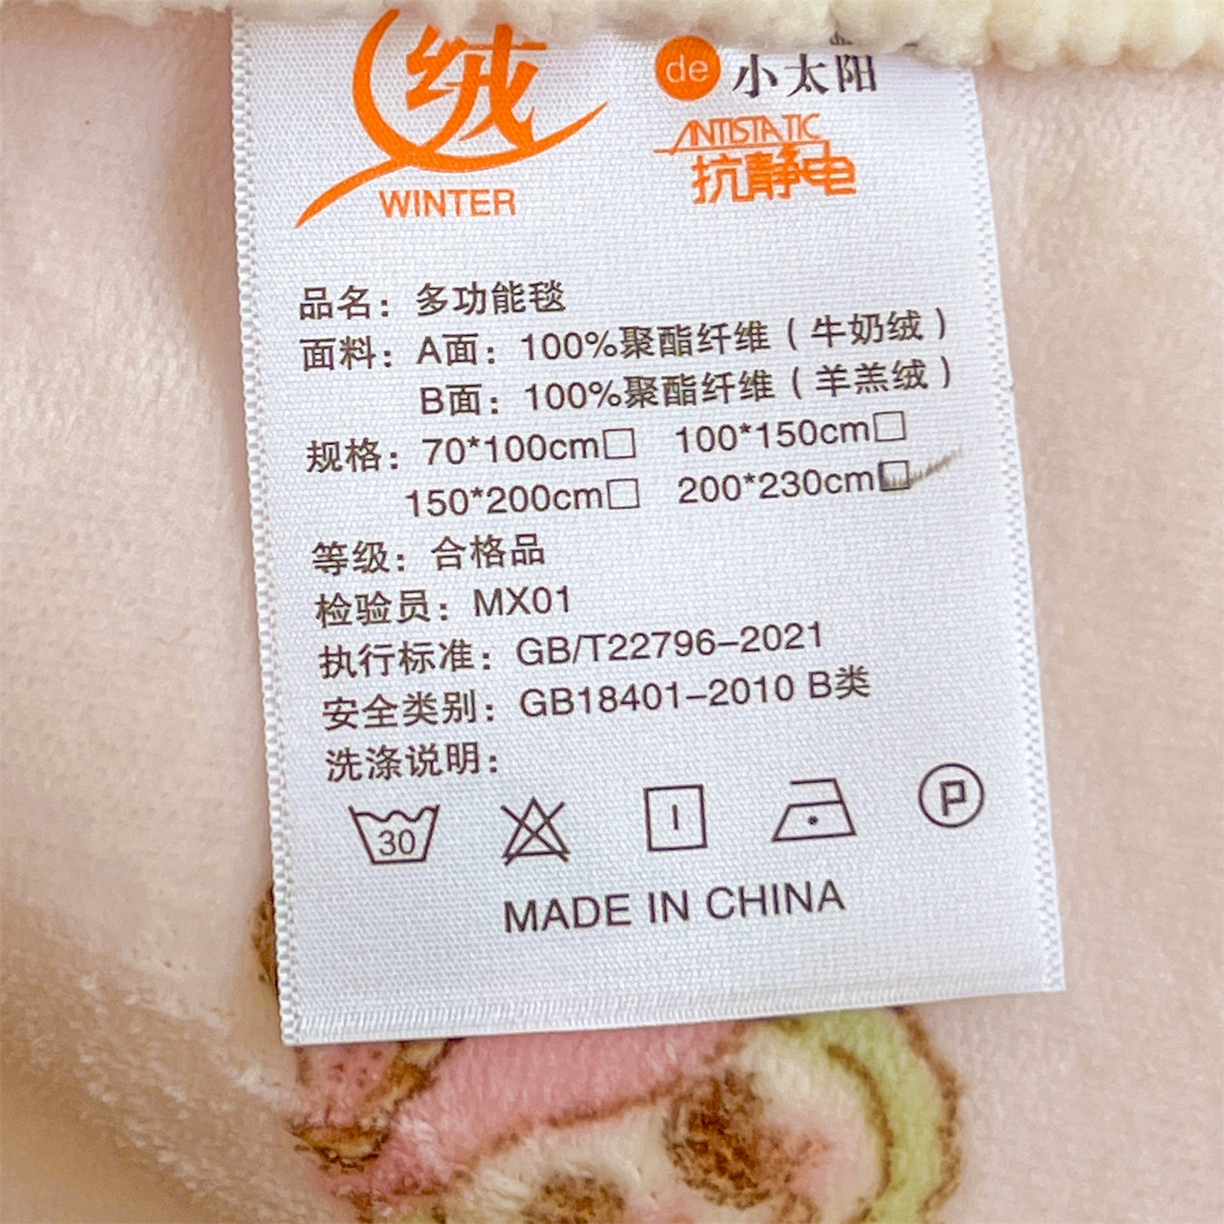 绒
WINTER
de 小太阳
ANTISTATIC
抗静电
品名：多功能毯
面料：A面：100%聚酯纤维（牛奶绒）
B面：100%聚酯纤维（羊羔绒）
规格：70*100cm□ 100*150cm□
150*200cm□ 200*230cm□
等级：合格品
检验员：MX01
执行标准：GB/T22796-2021
安全类别：GB18401-2010 B类
洗涤说明：
30
P
MADE IN CHINA